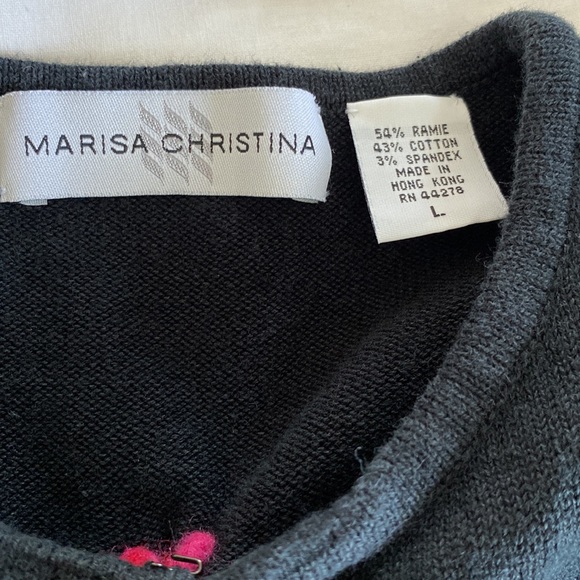 MARISA CHRISTINA
54% RAMIE
43% COTTON
3% SPANDEX
MADE IN
HONG KONG
RN 44278
L